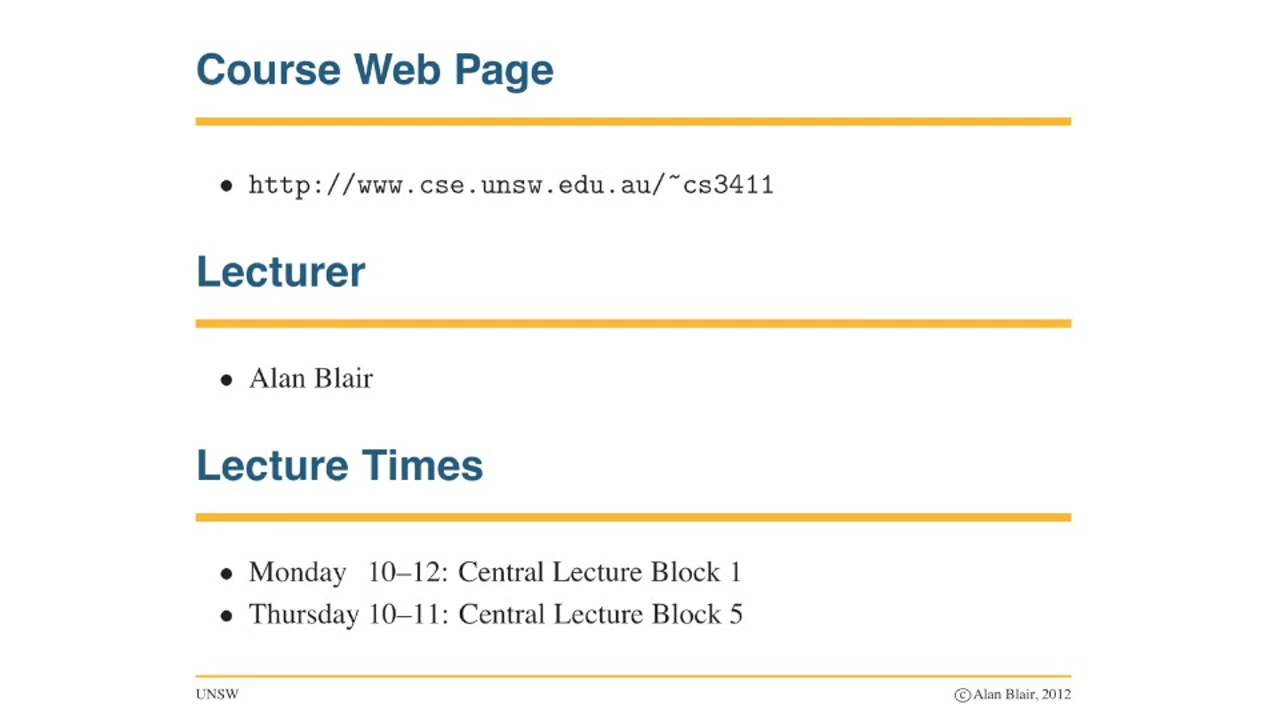 Course Web Page
• http://www.cse.unsw.edu.au/~cs3411
Lecturer
• Alan Blair
Lecture Times
• Monday 10–12: Central Lecture Block 1
• Thursday 10–11: Central Lecture Block 5
UNSW
©Alan Blair, 2012